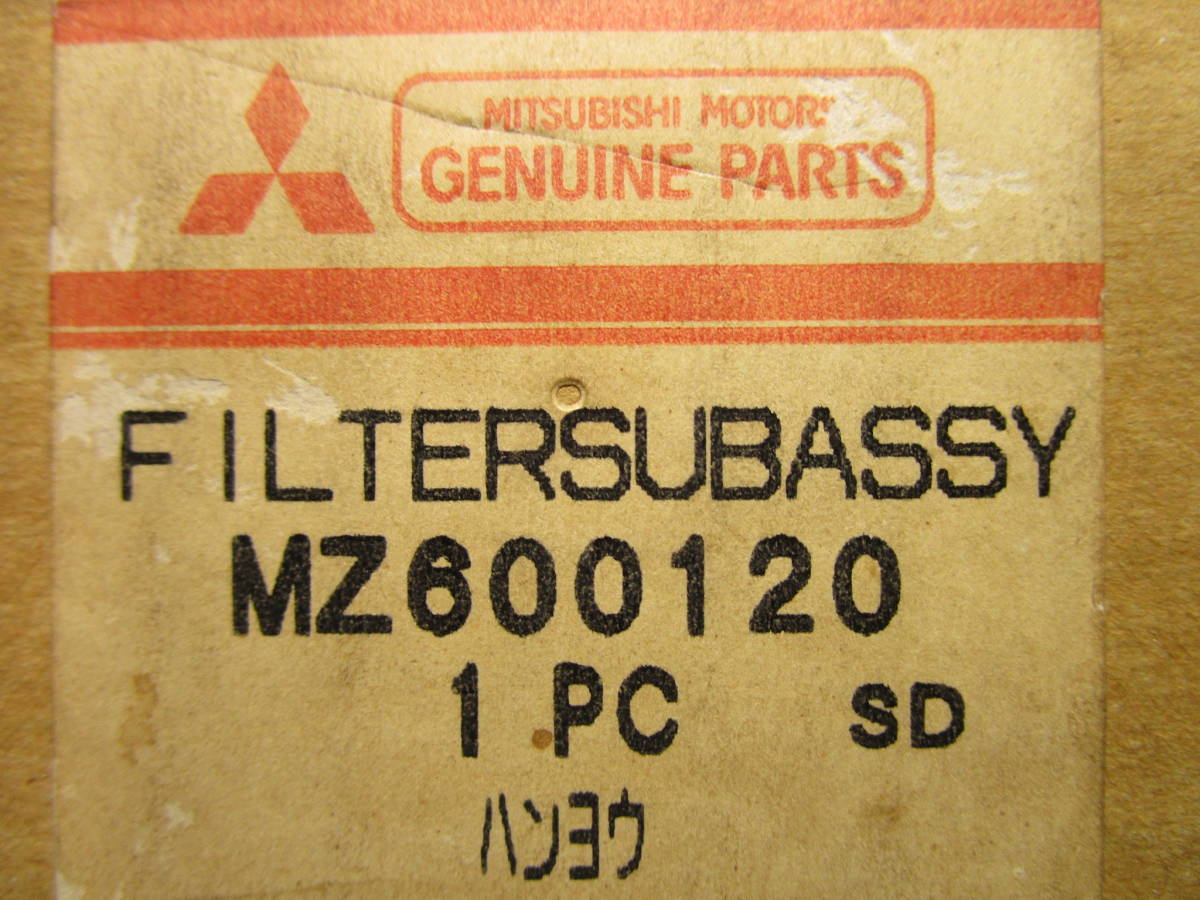 MITSUBISHI MOTORS
GENUINE PARTS
FILTERSUBASSY
MZ600120
1 PC SD
ハンヨウ